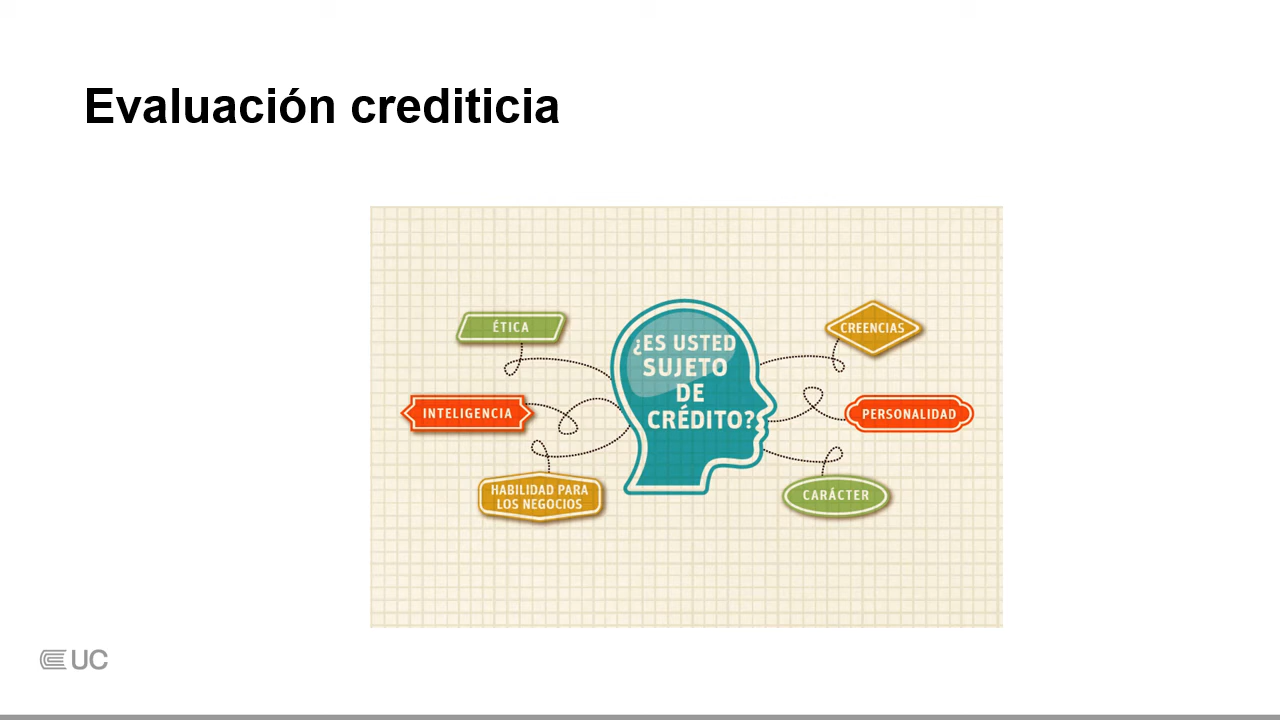 Evaluación crediticia
ÉTICA
INTELIGENCIA
HABILIDAD PARA
LOS NEGOCIOS
¿ES USTED
SUJETO
DE
CRÉDITO?
CREENCIAS
PERSONALIDAD
CARÁCTER
UC